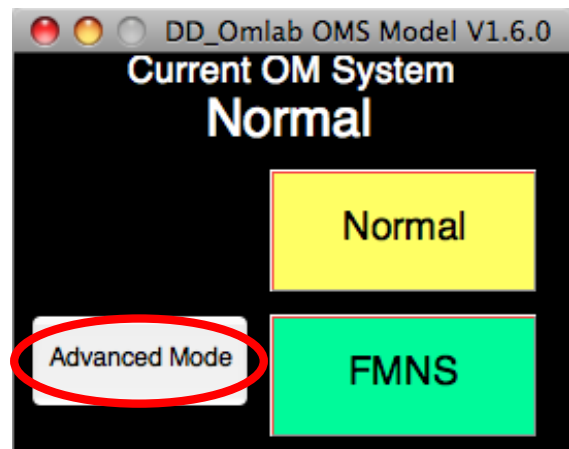 DD_Omlab OMS Model V1.6.0
Current OM System
Normal
Normal
Advanced Mode
FMNS